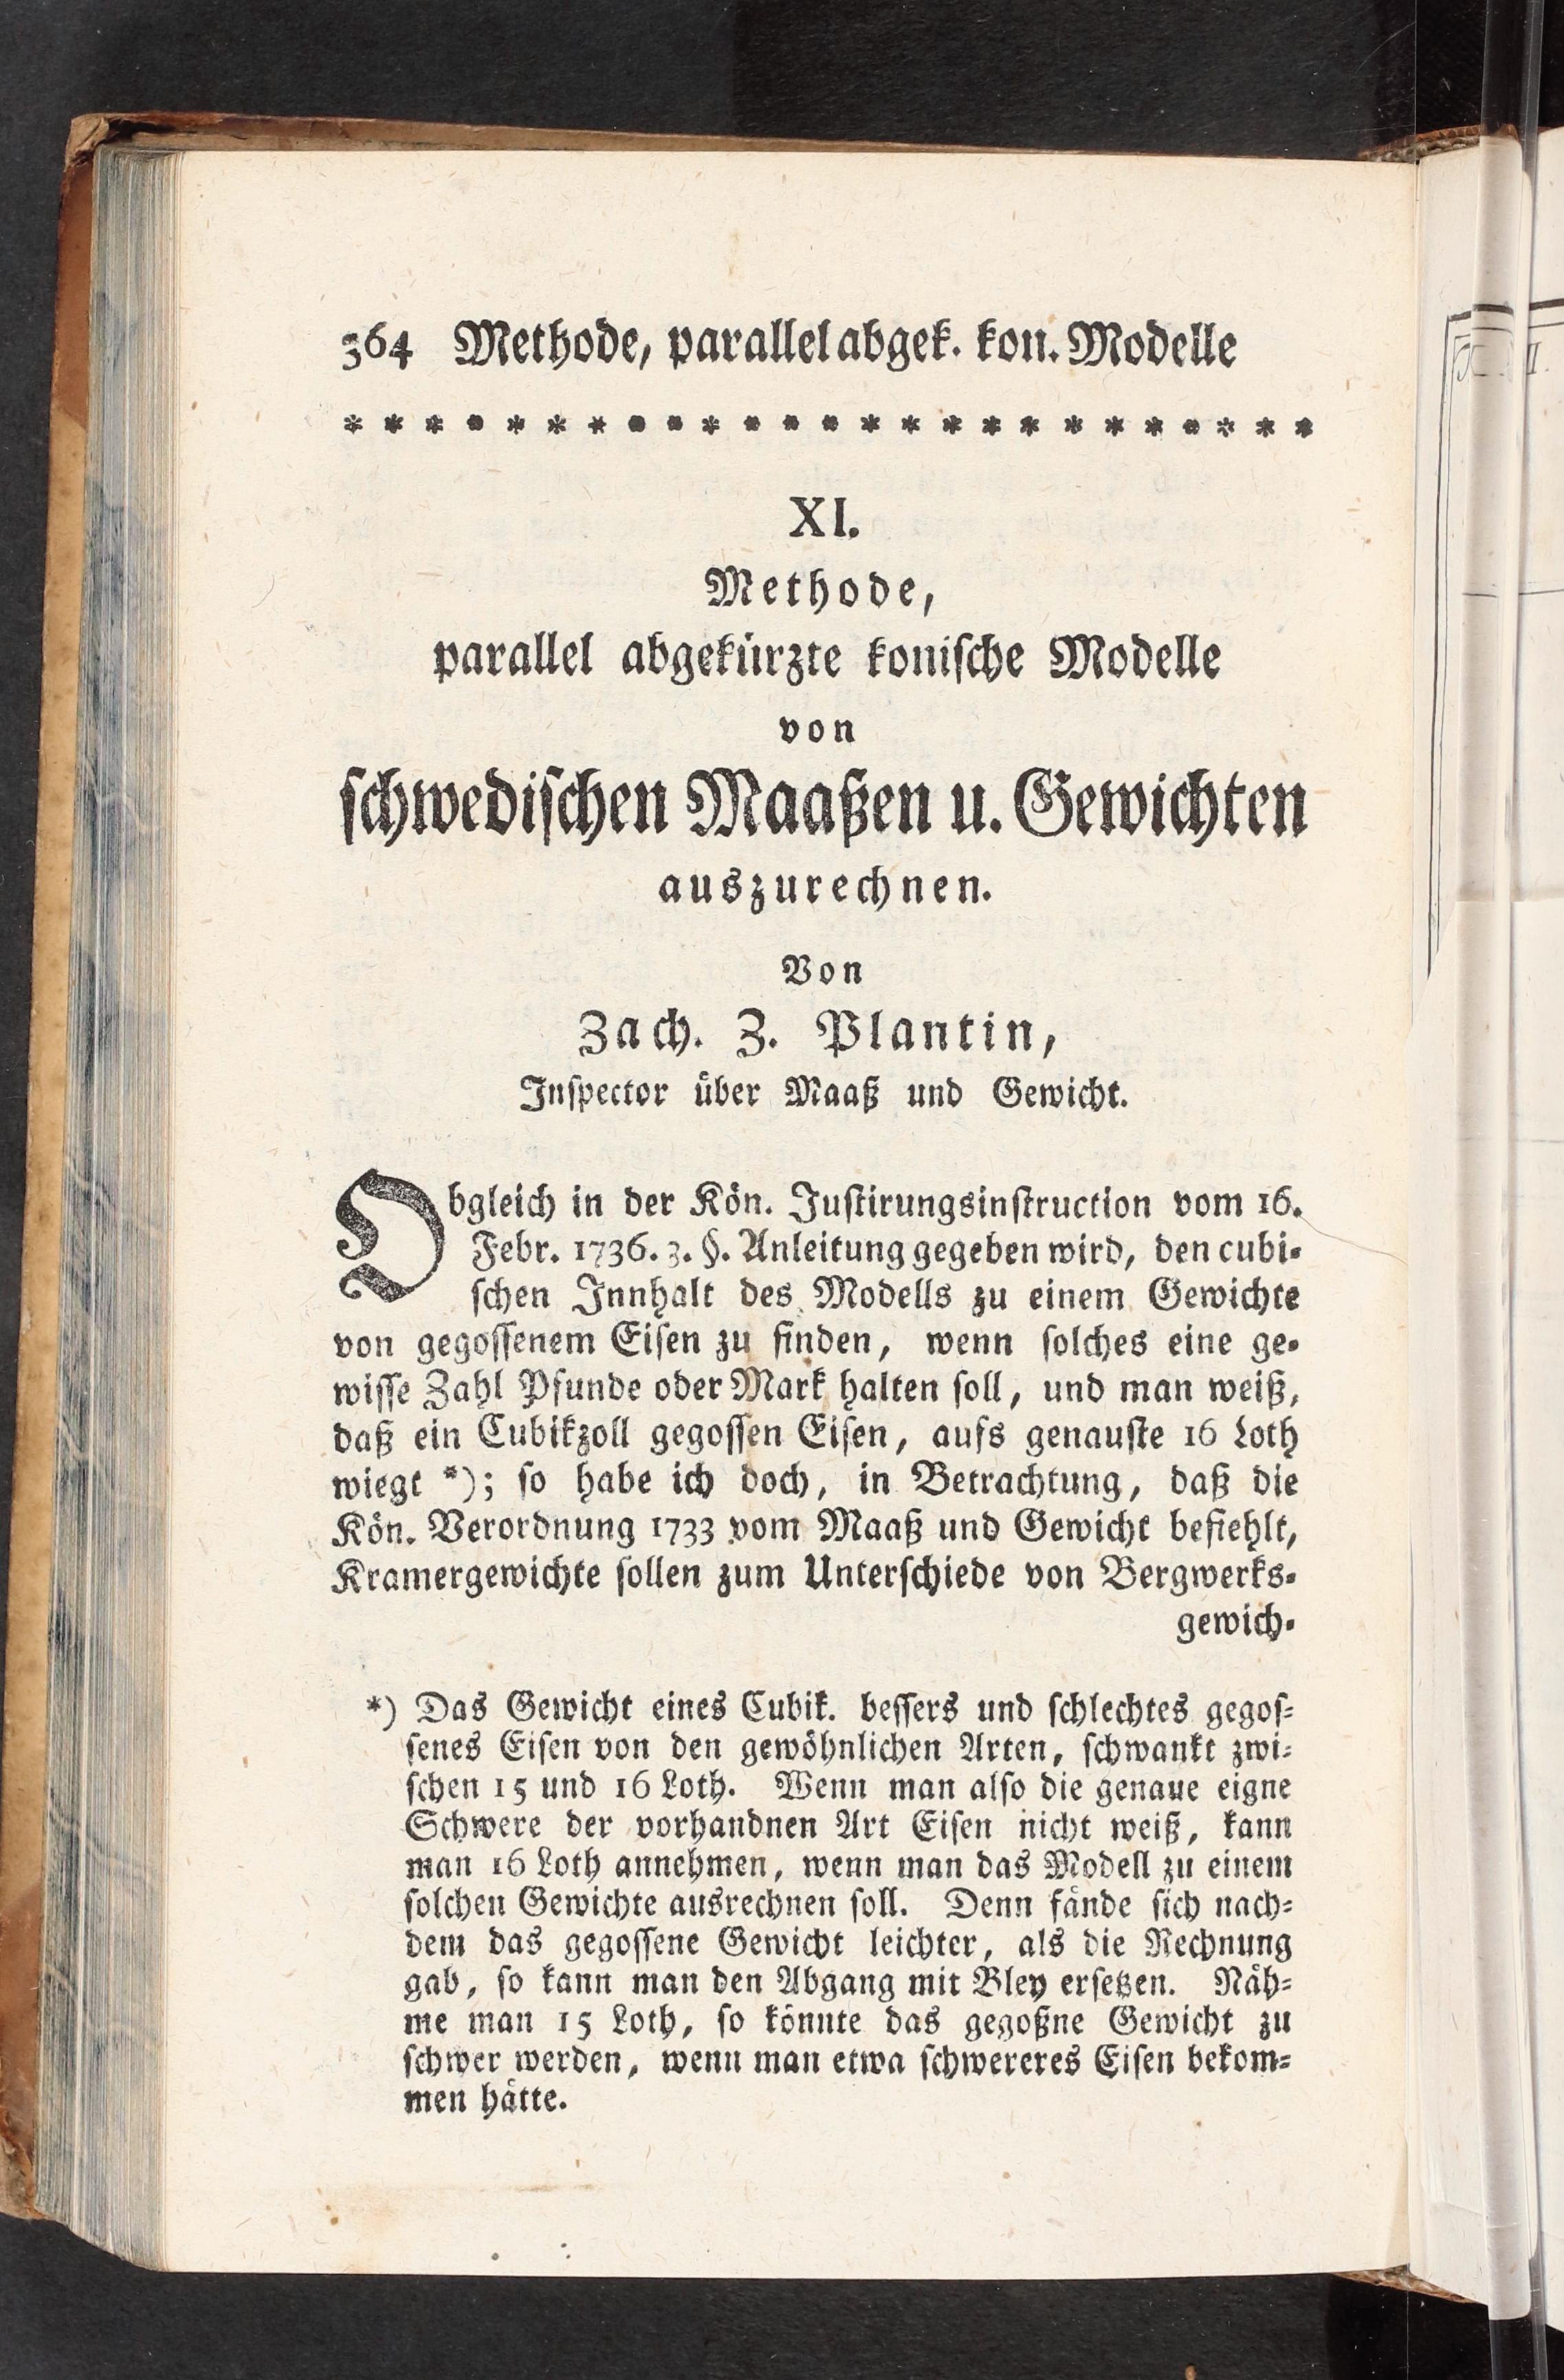 364 Methode, parallel abgek. kon. Modelle
* * * * * * * * * * * * * * * * * * * * * * * * *
XI.
Methode,
parallel abgekürzte konische Modelle
von
schwedischen Maaßen u. Gewichten
auszurechnen.
Von
Zach. Z. Plantin,
Inspector über Maaß und Gewicht.
Obgleich in der Kön. Justirungsinstruction vom 16.
Febr. 1736. 3. §. Anleitung gegeben wird, den cubi-
schen Innhalt des Modells zu einem Gewichte
von gegossenem Eisen zu finden, wenn solches eine ge-
wisse Zahl Pfunde oder Mark halten soll, und man weiß,
daß ein Cubikzoll gegossen Eisen, aufs genauste 16 Loth
wiegt *); so habe ich doch, in Betrachtung, daß die
Kön. Verordnung 1733 vom Maaß und Gewicht befiehlt,
Kramergewichte sollen zum Unterschiede von Bergwerks-
gewich-
*) Das Gewicht eines Cubik. bessers und schlechtes gegos-
senes Eisen von den gewöhnlichen Arten, schwankt zwi-
schen 15 und 16 Loth. Wenn man also die genaue eigne
Schwere der vorhandnen Art Eisen nicht weiß, kann
man 16 Loth annehmen, wenn man das Modell zu einem
solchen Gewichte ausrechnen soll. Denn fände sich nach-
dem das gegossene Gewicht leichter, als die Rechnung
gab, so kann man den Abgang mit Bley ersetzen. Näh-
me man 15 Loth, so könnte das gegoßne Gewicht zu
schwer werden, wenn man etwa schwereres Eisen bekom-
men hätte.